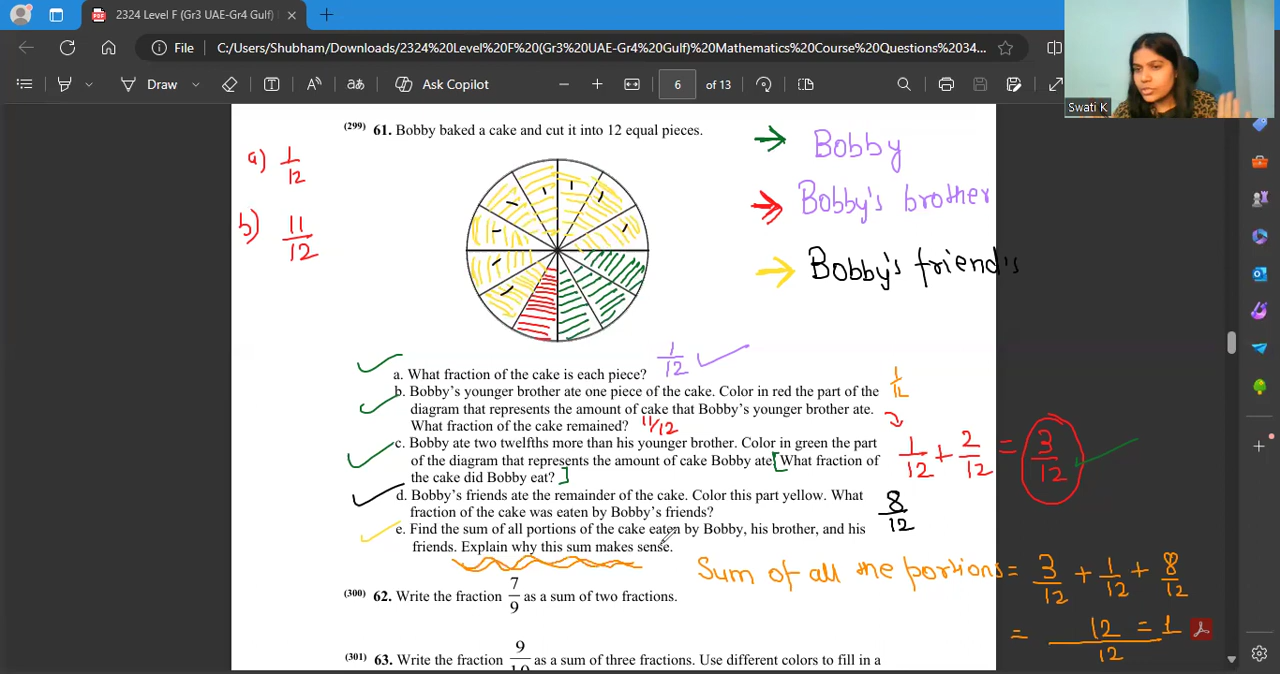 2324 Level F (Gr3 UAE-Gr4 Gulf)
File C:/Users/Shubham/Downloads/2324%20Level%20F%20(Gr3%20UAE-Gr4%20Gulf)%20Mathematics%20Course%20Questions%2034...
Draw Ask Copilot 6 of 13
Swati K
(299) 61. Bobby baked a cake and cut it into 12 equal pieces.
a) 1/12
b) 11/12
Bobby
Bobby's brother
Bobby's friend's
a. What fraction of the cake is each piece? 1/12
b. Bobby's younger brother ate one piece of the cake. Color in red the part of the
diagram that represents the amount of cake that Bobby's younger brother ate.
What fraction of the cake remained? 11/12
1/12
c. Bobby ate two twelfths more than his younger brother. Color in green the part
of the diagram that represents the amount of cake Bobby ate. [What fraction of
the cake did Bobby eat? ]
1/12 + 2/12 = 3/12
d. Bobby's friends ate the remainder of the cake. Color this part yellow. What
fraction of the cake was eaten by Bobby's friends?
8/12
e. Find the sum of all portions of the cake eaten by Bobby, his brother, and his
friends. Explain why this sum makes sense.
Sum of all the portions = 3/12 + 1/12 + 8/12
= 12/12 = 1
(300) 62. Write the fraction 7/9 as a sum of two fractions.
(301) 63. Write the fraction 9/10 as a sum of three fractions. Use different colors to fill in a